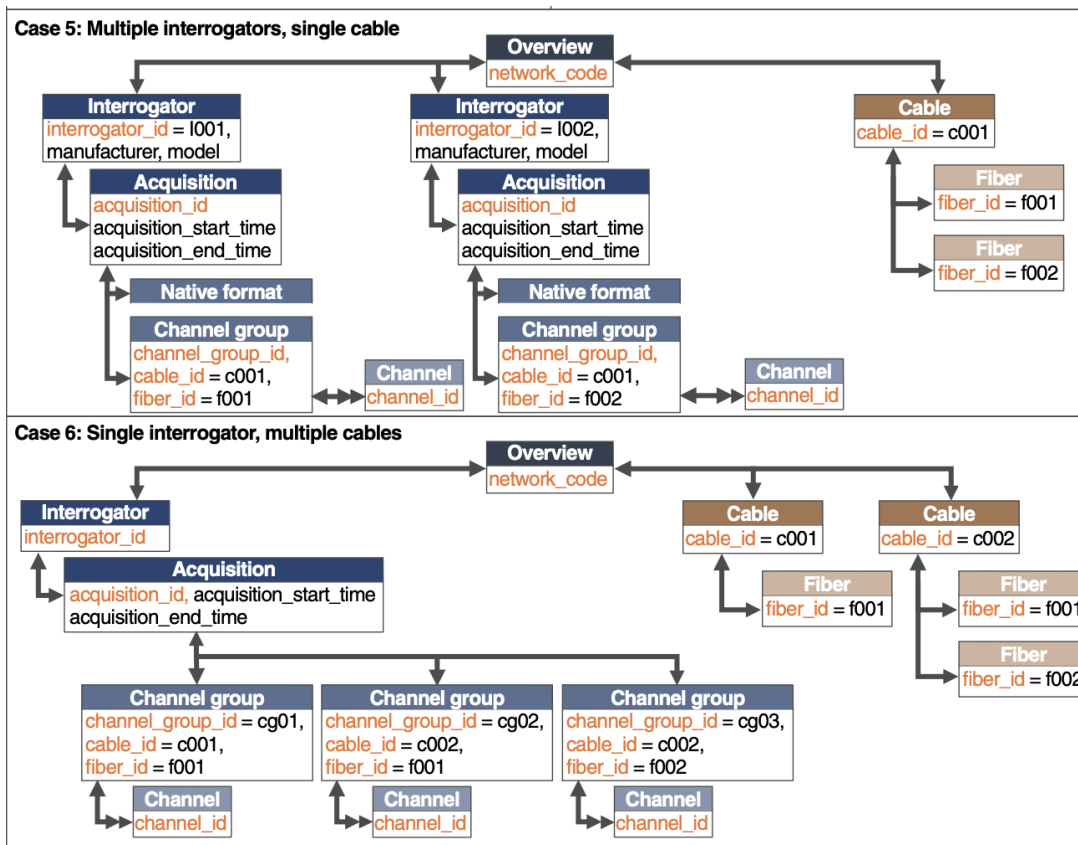 Case 5: Multiple interrogators, single cable
Overview
network_code
Interrogator
interrogator_id = I001,
manufacturer, model
Acquisition
acquisition_id
acquisition_start_time
acquisition_end_time
Native format
Channel group
channel_group_id,
cable_id = c001,
fiber_id = f001
Channel
channel_id
Interrogator
interrogator_id = I002,
manufacturer, model
Acquisition
acquisition_id
acquisition_start_time
acquisition_end_time
Native format
Channel group
channel_group_id,
cable_id = c001,
fiber_id = f002
Channel
channel_id
Cable
cable_id = c001
Fiber
fiber_id = f001
Fiber
fiber_id = f002
Case 6: Single interrogator, multiple cables
Overview
network_code
Interrogator
interrogator_id
Acquisition
acquisition_id, acquisition_start_time
acquisition_end_time
Channel group
channel_group_id = cg01,
cable_id = c001,
fiber_id = f001
Channel
channel_id
Channel group
channel_group_id = cg02,
cable_id = c002,
fiber_id = f001
Channel
channel_id
Channel group
channel_group_id = cg03,
cable_id = c002,
fiber_id = f002
Channel
channel_id
Cable
cable_id = c001
Fiber
fiber_id = f001
Cable
cable_id = c002
Fiber
fiber_id = f001
Fiber
fiber_id = f002